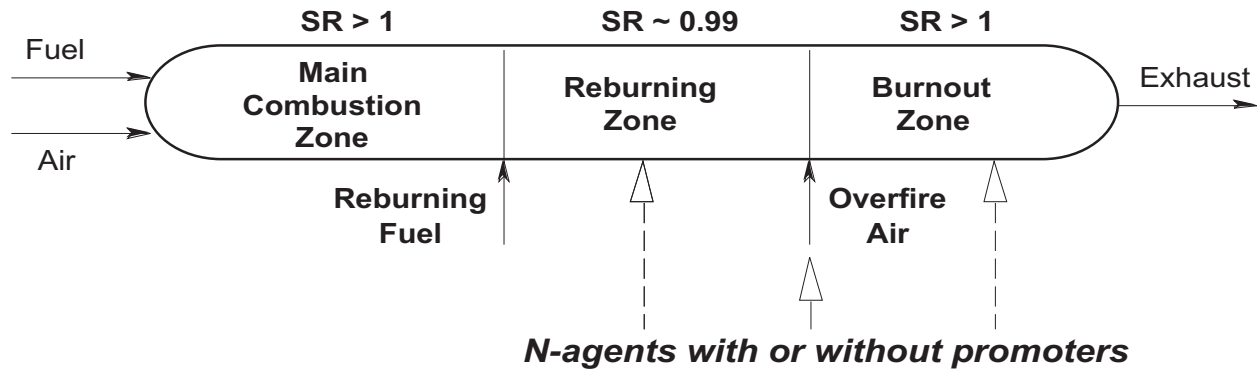 SR > 1
SR ~ 0.99
SR > 1
Fuel
Air
Main
Combustion
Zone
Reburning
Zone
Burnout
Zone
Exhaust
Reburning
Fuel
Overfire
Air
N-agents with or without promoters